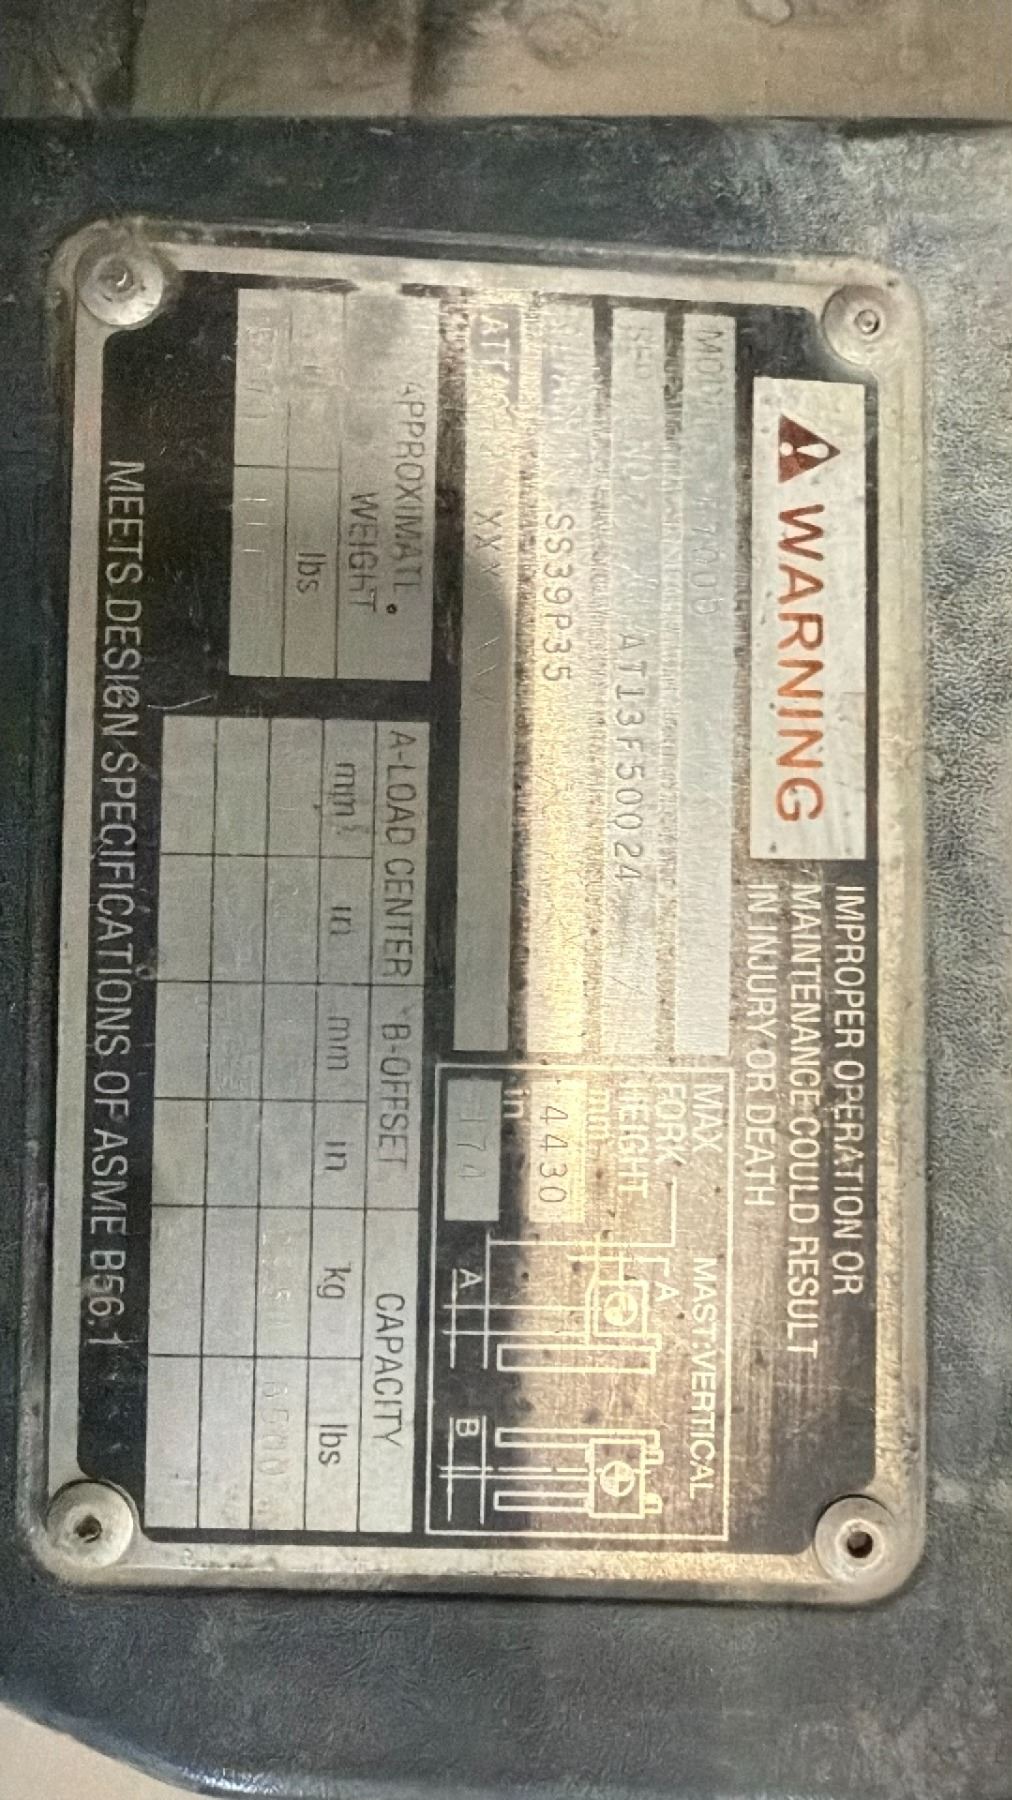 WARNING
IMPROPER OPERATION OR
MAINTENANCE COULD RESULT
IN INJURY OR DEATH
AT13F50024
SS39P35
XXX
MAX
FORK
HEIGHT
4430
in
174
MAST:VERTICAL
A
A
B
APPROXIMATE
WEIGHT
lbs
A-LOAD CENTER B-OFFSET CAPACITY
mm in mm in kg lbs
MEETS DESIGN SPECIFICATIONS OF ASME B56.1